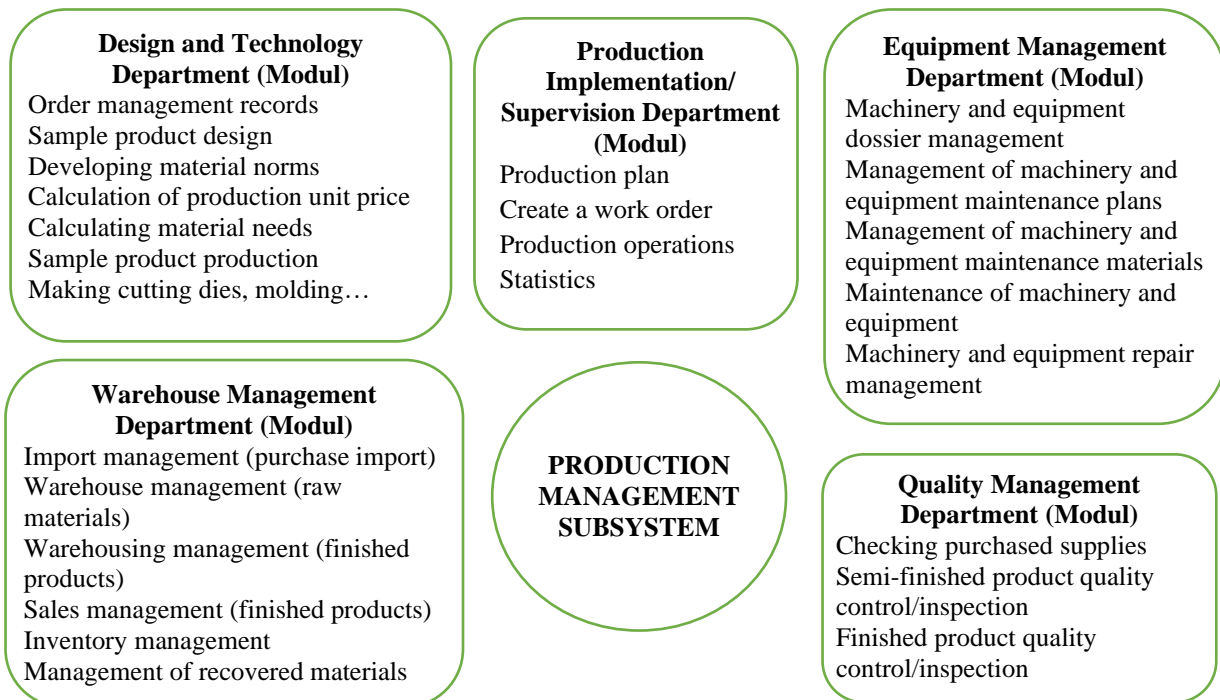 Design and Technology
Department (Modul)
Order management records
Sample product design
Developing material norms
Calculation of production unit price
Calculating material needs
Sample product production
Making cutting dies, molding…
Production
Implementation/
Supervision Department
(Modul)
Production plan
Create a work order
Production operations
Statistics
Equipment Management
Department (Modul)
Machinery and equipment
dossier management
Management of machinery and
equipment maintenance plans
Management of machinery and
equipment maintenance materials
Maintenance of machinery and
equipment
Machinery and equipment repair
management
Warehouse Management
Department (Modul)
Import management (purchase import)
Warehouse management (raw
materials)
Warehousing management (finished
products)
Sales management (finished products)
Inventory management
Management of recovered materials
PRODUCTION
MANAGEMENT
SUBSYSTEM
Quality Management
Department (Modul)
Checking purchased supplies
Semi-finished product quality
control/inspection
Finished product quality
control/inspection